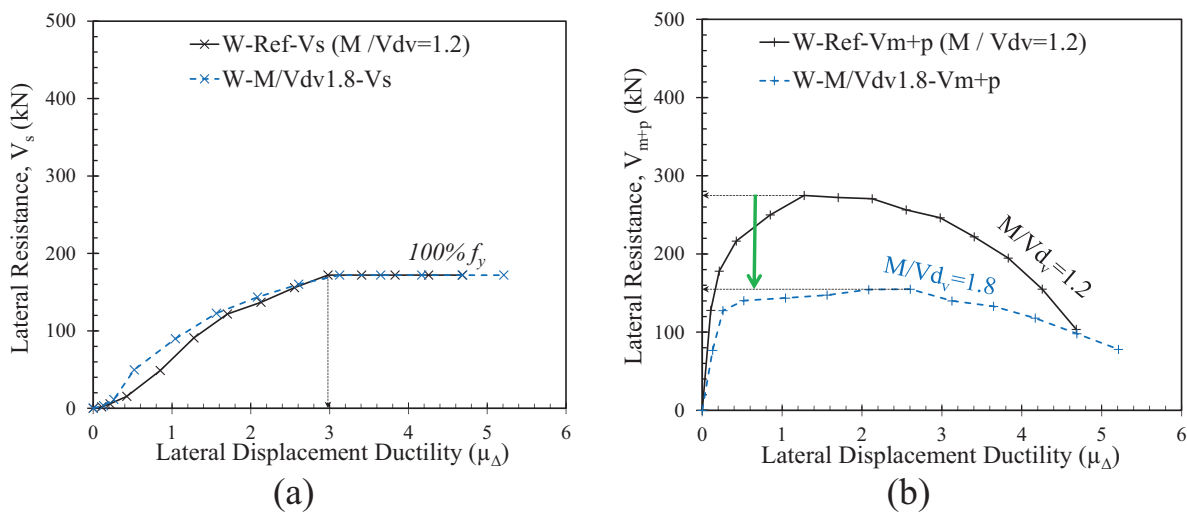 500
400
300
200
100
0
Lateral Resistance, Vₛ (kN)
W-Ref-Vs (M /Vdv=1.2)
W-M/Vdv1.8-Vs
100% fy
0 1 2 3 4 5 6
Lateral Displacement Ductility (μΔ)
(a)
500
400
300
200
100
0
Lateral Resistance, Vm+p (kN)
W-Ref-Vm+p (M / Vdv=1.2)
W-M/Vdv1.8-Vm+p
M/Vdv=1.2
M/Vdv=1.8
0 1 2 3 4 5 6
Lateral Displacement Ductility (μΔ)
(b)